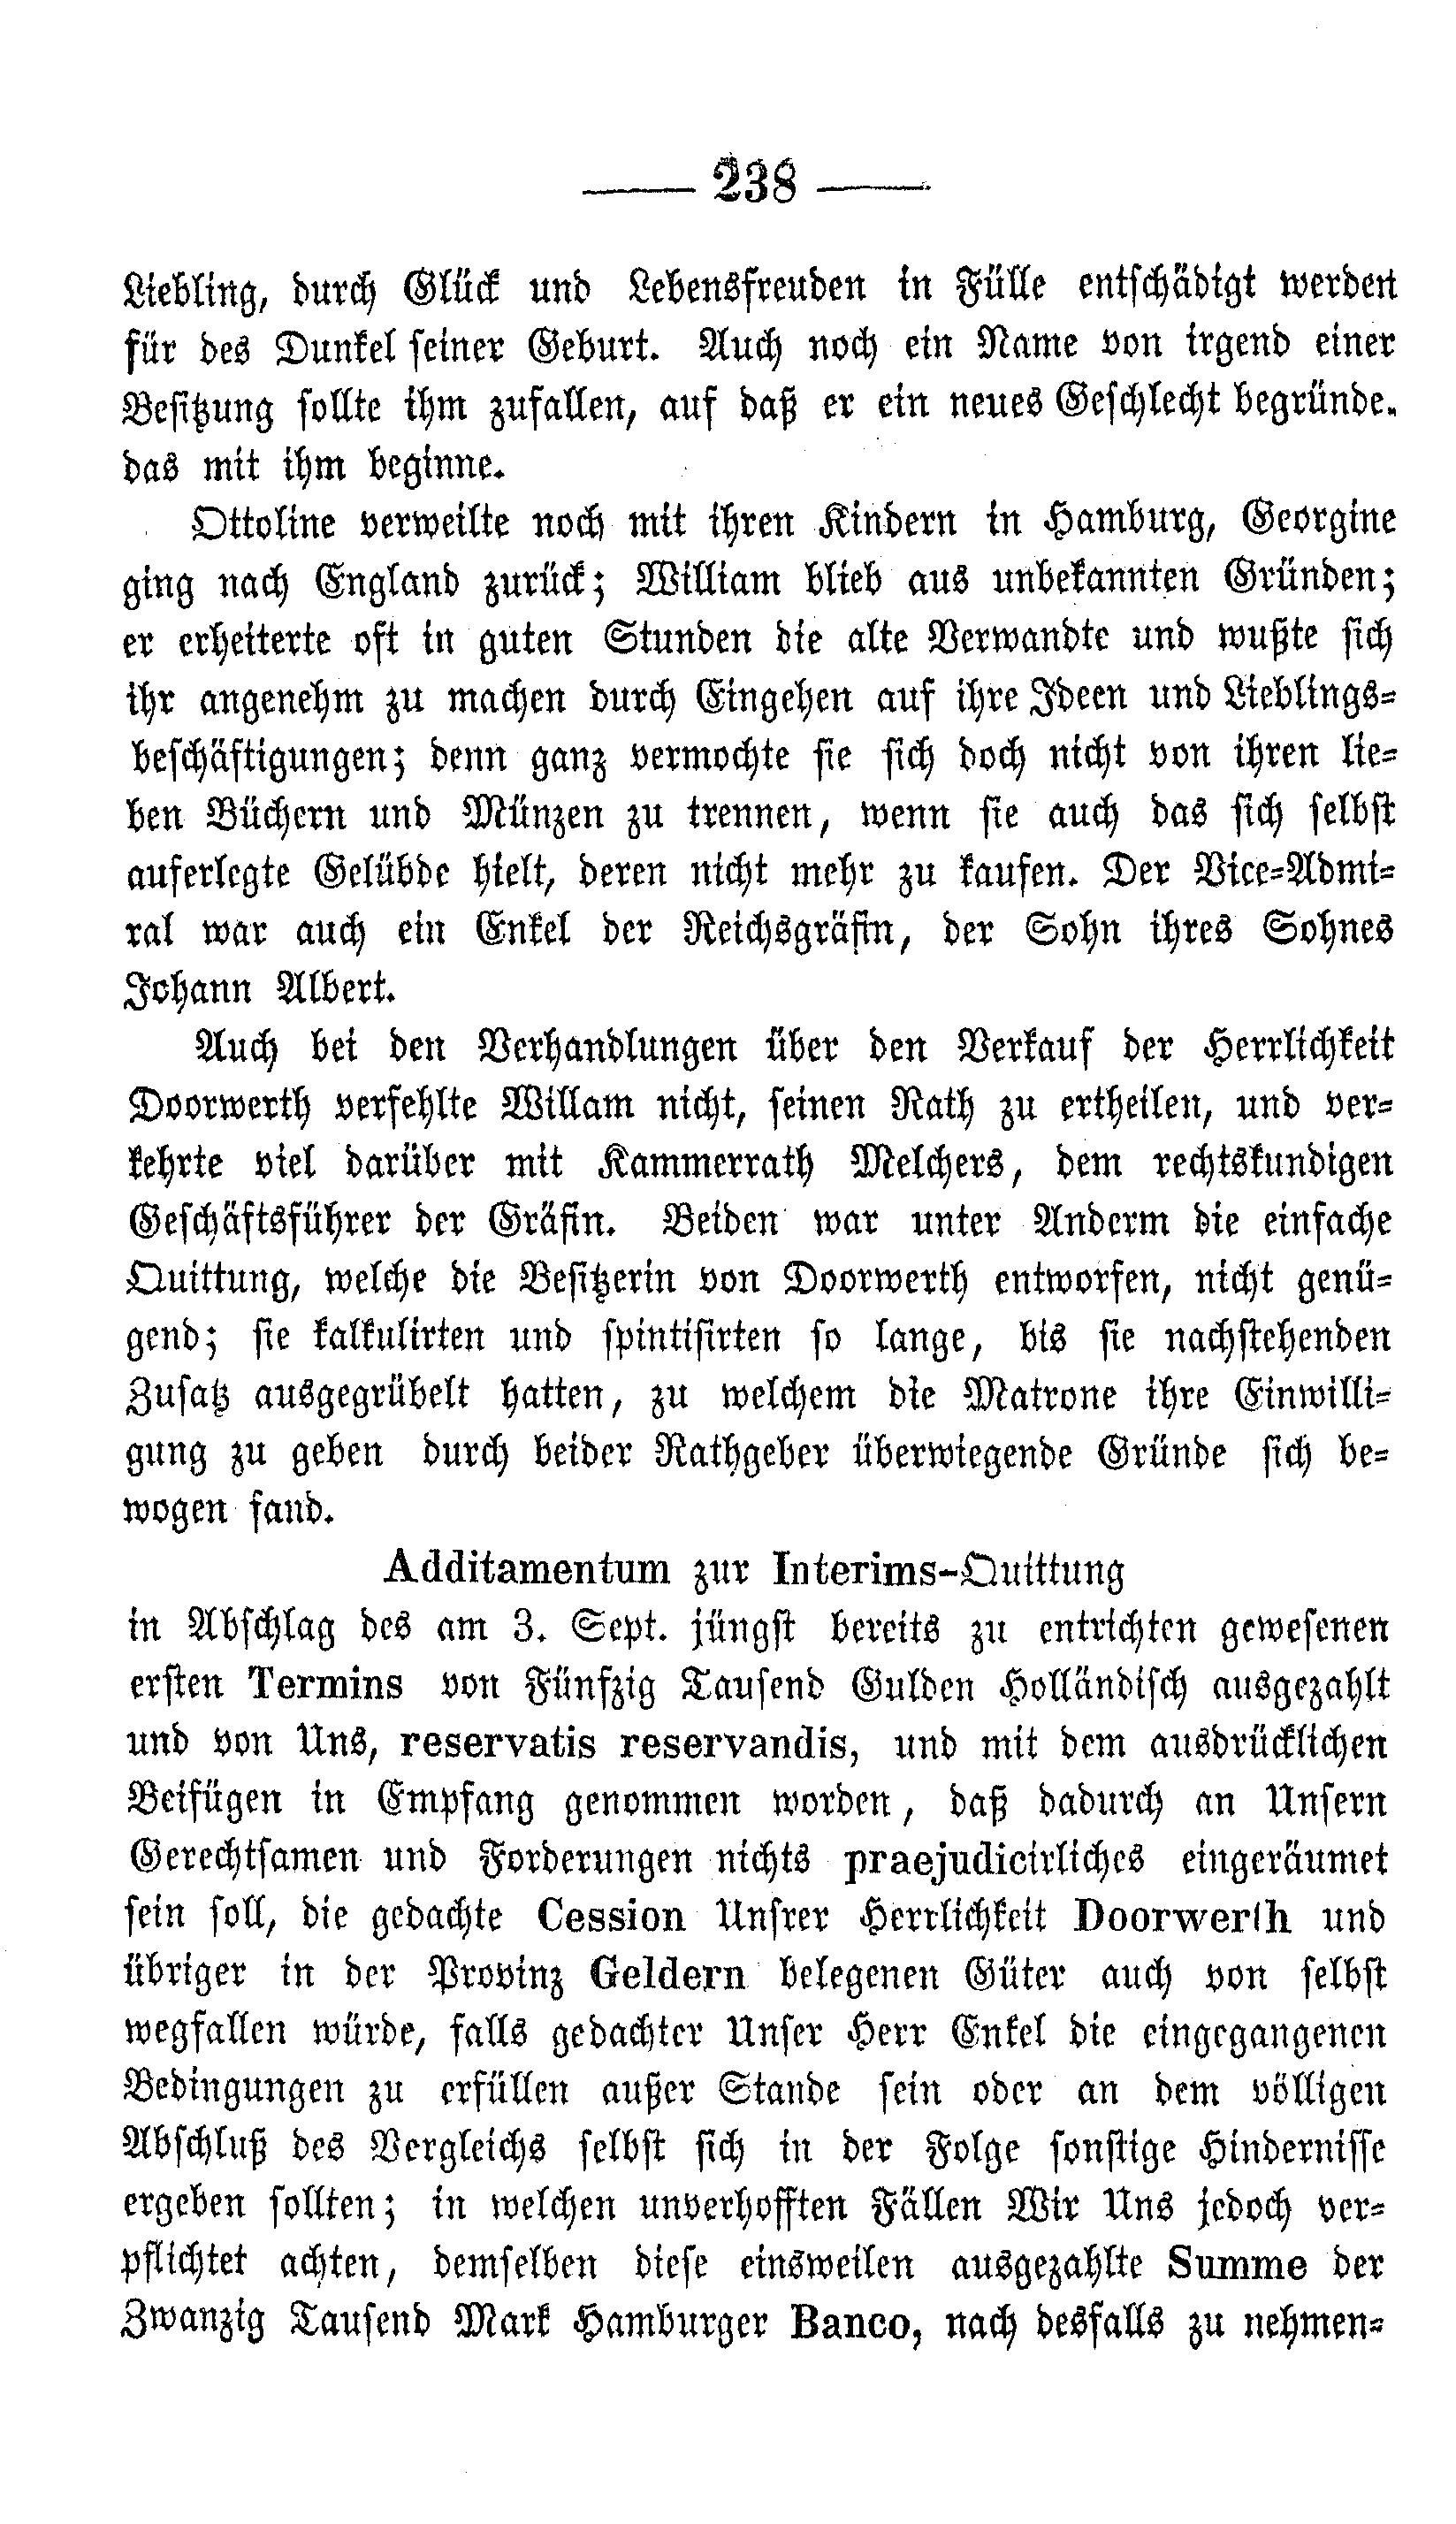 — 238 —
Liebling, durch Glück und Lebensfreuden in Fülle entschädigt werden
für des Dunkel seiner Geburt. Auch noch ein Name von irgend einer
Besitzung sollte ihm zufallen, auf daß er ein neues Geschlecht begründe.
das mit ihm beginne.
Ottoline verweilte noch mit ihren Kindern in Hamburg, Georgine
ging nach England zurück; William blieb aus unbekannten Gründen;
er erheiterte oft in guten Stunden die alte Verwandte und wußte sich
ihr angenehm zu machen durch Eingehen auf ihre Ideen und Lieblings-
beschäftigungen; denn ganz vermochte sie sich doch nicht von ihren lie-
ben Büchern und Münzen zu trennen, wenn sie auch das sich selbst
auferlegte Gelübde hielt, deren nicht mehr zu kaufen. Der Vice-Admi-
ral war auch ein Enkel der Reichsgräfin, der Sohn ihres Sohnes
Johann Albert.
Auch bei den Verhandlungen über den Verkauf der Herrlichkeit
Doorwerth verfehlte Willam nicht, seinen Rath zu ertheilen, und ver-
kehrte viel darüber mit Kammerrath Melchers, dem rechtskundigen
Geschäftsführer der Gräfin. Beiden war unter Anderm die einfache
Quittung, welche die Besitzerin von Doorwerth entworfen, nicht genü-
gend; sie kalkulirten und spintisirten so lange, bis sie nachstehenden
Zusatz ausgegrübelt hatten, zu welchem die Matrone ihre Einwilli-
gung zu geben durch beider Rathgeber überwiegende Gründe sich be-
wogen fand.
Additamentum zur Interims-Quittung
in Abschlag des am 3. Sept. jüngst bereits zu entrichten gewesenen
ersten Termins von Fünfzig Tausend Gulden Holländisch ausgezahlt
und von Uns, reservatis reservandis, und mit dem ausdrücklichen
Beifügen in Empfang genommen worden, daß dadurch an Unsern
Gerechtsamen und Forderungen nichts praejudicirliches eingeräumet
sein soll, die gedachte Cession Unsrer Herrlichkeit Doorwerth und
übriger in der Provinz Geldern belegenen Güter auch von selbst
wegfallen würde, falls gedachter Unser Herr Enkel die eingegangenen
Bedingungen zu erfüllen außer Stande sein oder an dem völligen
Abschluß des Vergleichs selbst sich in der Folge sonstige Hindernisse
ergeben sollten; in welchen unverhofften Fällen Wir Uns jedoch ver-
pflichtet achten, demselben diese einsweilen ausgezahlte Summe der
Zwanzig Tausend Mark Hamburger Banco, nach desfalls zu nehmen-